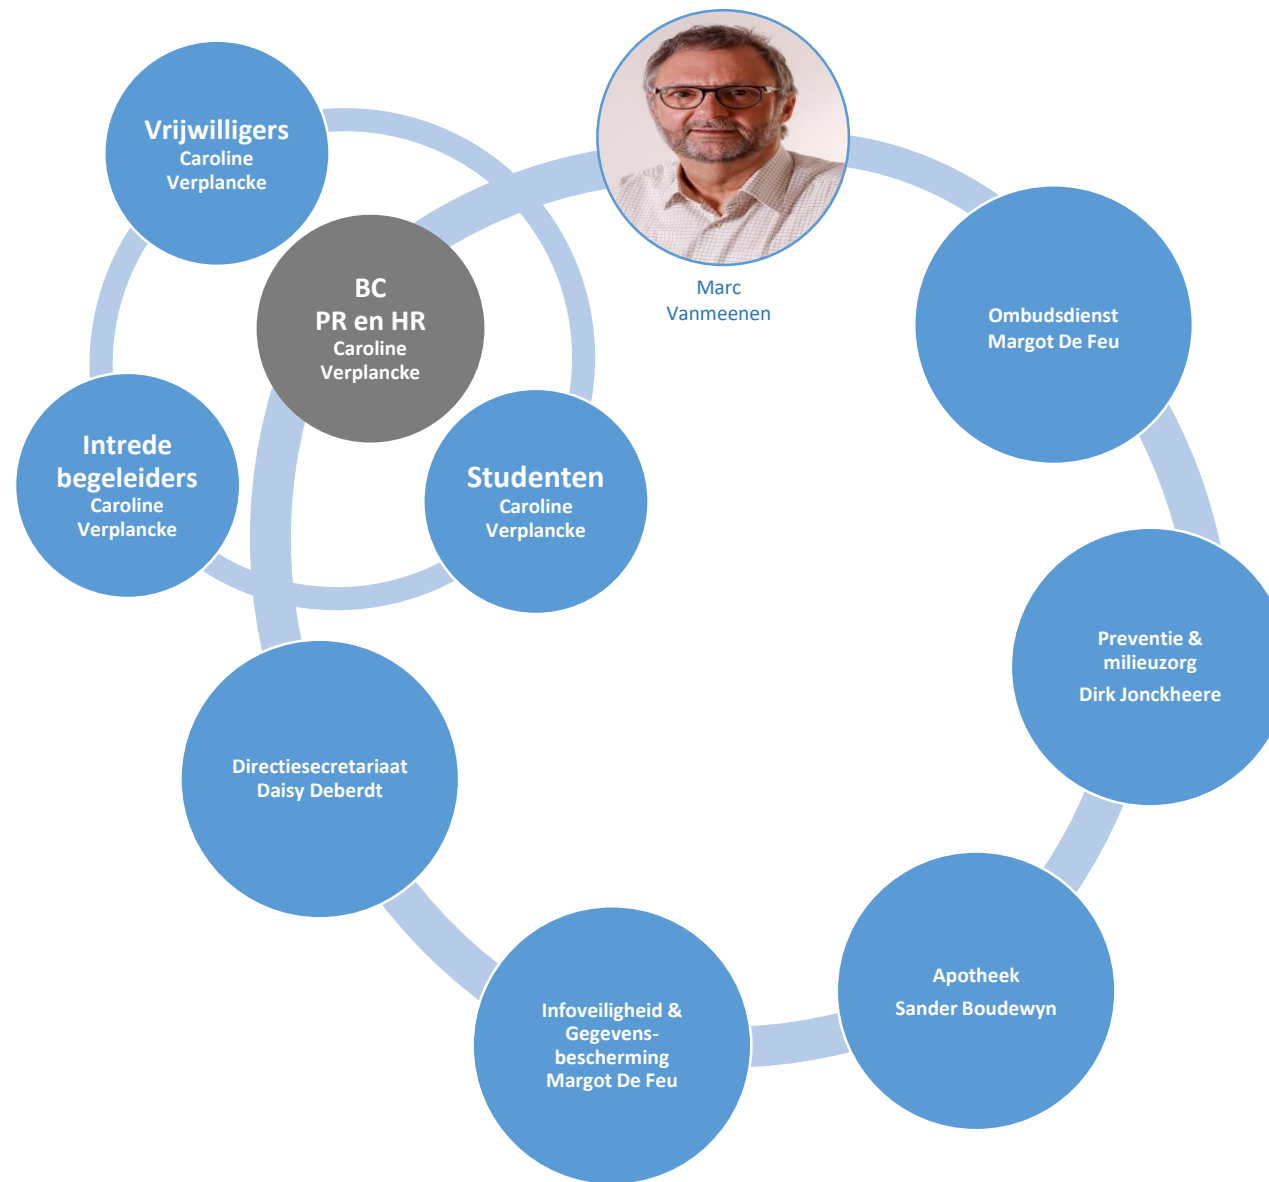 Vrijwilligers
Caroline
Verplancke
BC
PR en HR
Caroline
Verplancke
Intrede
begeleiders
Caroline
Verplancke
Studenten
Caroline
Verplancke
Marc
Vanmeenen
Ombudsdienst
Margot De Feu
Preventie &
milieuzorg
Dirk Jonckheere
Apotheek
Sander Boudewyn
Infoveiligheid &
Gegevens-
bescherming
Margot De Feu
Directiesecretariaat
Daisy Deberdt